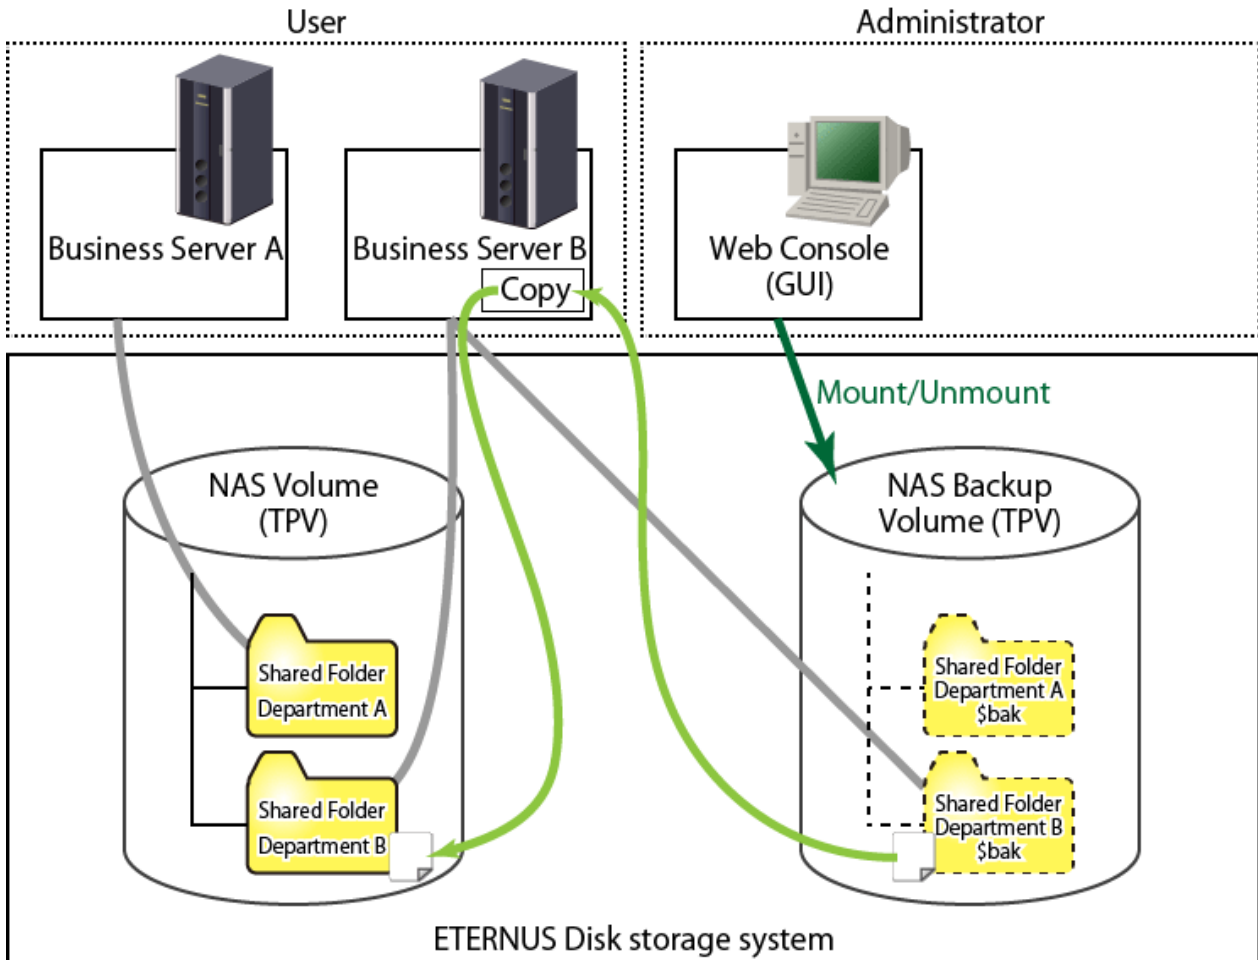 User
Administrator
Business Server A
Business Server B
Copy
Web Console
(GUI)
Mount/Unmount
NAS Volume
(TPV)
NAS Backup
Volume (TPV)
Shared Folder
Department A
Shared Folder
Department A
$bak
Shared Folder
Department B
Shared Folder
Department B
$bak
ETERNUS Disk storage system